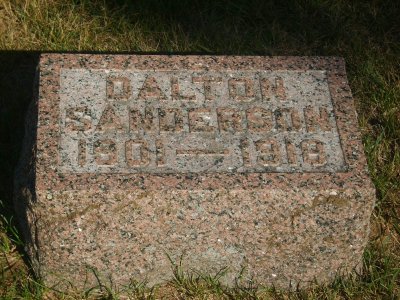 DALTON
SANDERSON
1901 — 1918